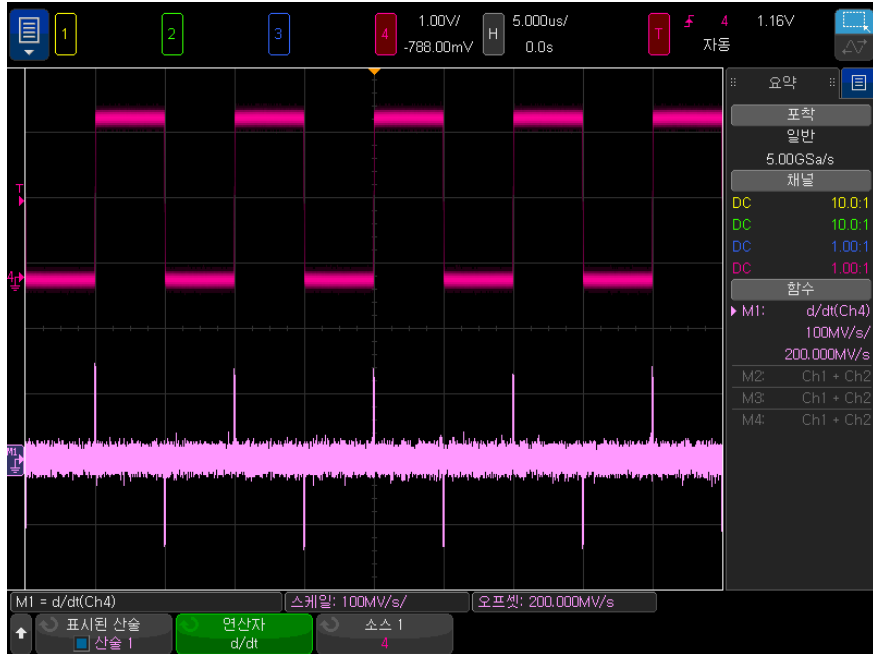 1 2 3 4 1.00V/ H 5.000us/ T 4 1.16V
-788.00mV 0.0s 자동
요약
포착
일반
5.00GSa/s
채널
DC 10.0:1
DC 10.0:1
DC 1.00:1
DC 1.00:1
함수
M1: d/dt(Ch4)
100MV/s/
200.000MV/s
M2: Ch1 + Ch2
M3: Ch1 + Ch2
M4: Ch1 + Ch2
T
4
M1
M1 = d/dt(Ch4) 스케일: 100MV/s/ 오프셋: 200.000MV/s
표시된 산술 연산자 소스 1
산술 1 d/dt 4